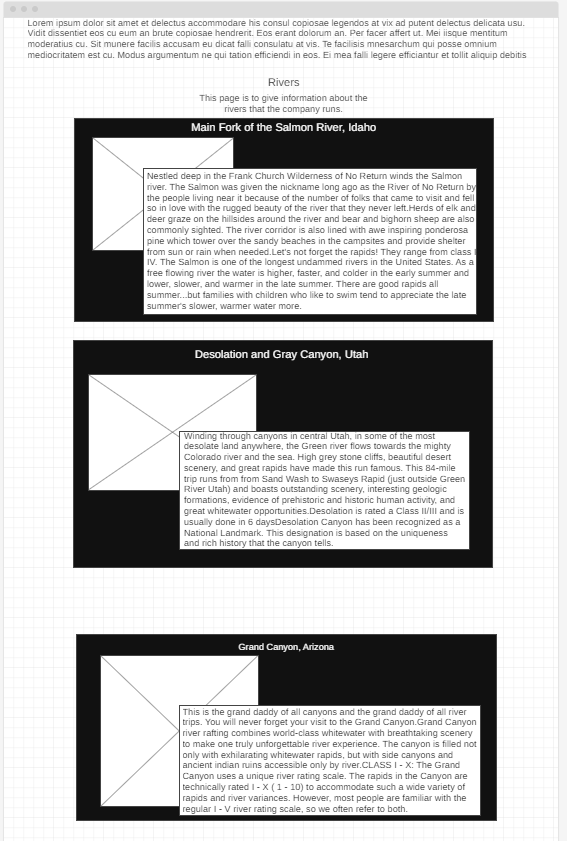 Lorem ipsum dolor sit amet et delectus accommodare his consul copiosae legendos at vix ad putent delectus delicata usu.
Vidit dissentiet eos cu eum an brute copiosae hendrerit. Eos erant dolorum an. Per facer affert ut. Mei iisque mentitum
moderatius cu. Sit munere facilis accusam eu dicat falli consulatu at vis. Te facilisis mnesarchum qui posse omnium
mediocritatem est cu. Modus argumentum ne qui tation efficiendi in eos. Ei mea falli legere efficiantur et tollit aliquip debitis
Rivers
This page is to give information about the
rivers that the company runs.
Main Fork of the Salmon River, Idaho
Nestled deep in the Frank Church Wilderness of No Return winds the Salmon
river. The Salmon was given the nickname long ago as the River of No Return by
the people living near it because of the number of folks that came to visit and fell
so in love with the rugged beauty of the river that they never left.Herds of elk and
deer graze on the hillsides around the river and bear and bighorn sheep are also
commonly sighted. The river corridor is also lined with awe inspiring ponderosa
pine which tower over the sandy beaches in the campsites and provide shelter
from sun or rain when needed.Let's not forget the rapids! They range from class I
IV. The Salmon is one of the longest undammed rivers in the United States. As a
free flowing river the water is higher, faster, and colder in the early summer and
lower, slower, and warmer in the late summer. There are good rapids all
summer...but families with children who like to swim tend to appreciate the late
summer's slower, warmer water more.
Desolation and Gray Canyon, Utah
Winding through canyons in central Utah, in some of the most
desolate land anywhere, the Green river flows towards the mighty
Colorado river and the sea. High grey stone cliffs, beautiful desert
scenery, and great rapids have made this run famous. This 84-mile
trip runs from from Sand Wash to Swaseys Rapid (just outside Green
River Utah) and boasts outstanding scenery, interesting geologic
formations, evidence of prehistoric and historic human activity, and
great whitewater opportunities.Desolation is rated a Class II/III and is
usually done in 6 daysDesolation Canyon has been recognized as a
National Landmark. This designation is based on the uniqueness
and rich history that the canyon tells.
Grand Canyon, Arizona
This is the grand daddy of all canyons and the grand daddy of all river
trips. You will never forget your visit to the Grand Canyon.Grand Canyon
river rafting combines world-class whitewater with breathtaking scenery
to make one truly unforgettable river experience. The canyon is filled not
only with exhilarating whitewater rapids, but with side canyons and
ancient indian ruins accessible only by river.CLASS I - X: The Grand
Canyon uses a unique river rating scale. The rapids in the Canyon are
technically rated I - X ( 1 - 10) to accommodate such a wide variety of
rapids and river variances. However, most people are familiar with the
regular I - V river rating scale, so we often refer to both.